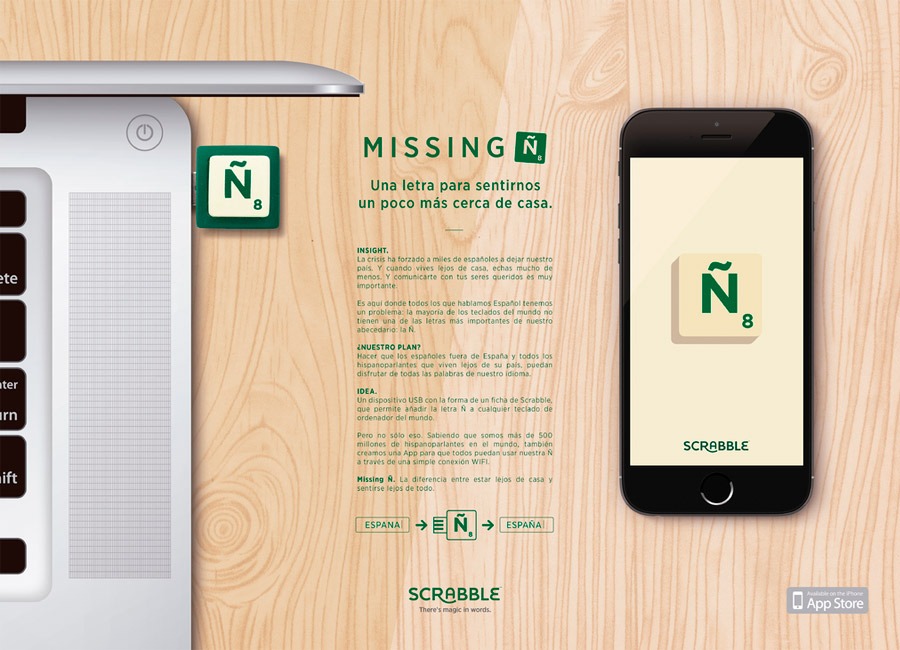 MISSING Ñ8
Una letra para sentirnos
un poco más cerca de casa.
INSIGHT.
La crisis ha forzado a miles de españoles a dejar nuestro
país. Y cuando vives lejos de casa, echas mucho de
menos. Y comunicarte con tus seres queridos es muy
importante.
Es aquí donde todos los que hablamos Español tenemos
un problema: la mayoría de los teclados del mundo no
tienen una de las letras más importantes de nuestro
abecedario: la Ñ.
¿NUESTRO PLAN?
Hacer que los españoles fuera de España y todos los
hispanoparlantes que viven lejos de su país, puedan
disfrutar de todas las palabras de nuestro idioma.
IDEA.
Un dispositivo USB con la forma de un ficha de Scrabble,
que permite añadir la letra Ñ a cualquier teclado de
ordenador del mundo.
Pero no sólo eso. Sabiendo que somos más de 500
millones de hispanoparlantes en el mundo, también
creamos una App para que todos puedan usar nuestra Ñ
a través de una simple conexión WIFI.
Missing Ñ. La diferencia entre estar lejos de casa y
sentirse lejos de todo.
ESPANA Ñ8 ESPAÑA
SCRABBLE
There's magic in words.
Ñ8
ete
nter
urn
hift
Ñ
8
SCRABBLE
Available on the iPhone
App Store